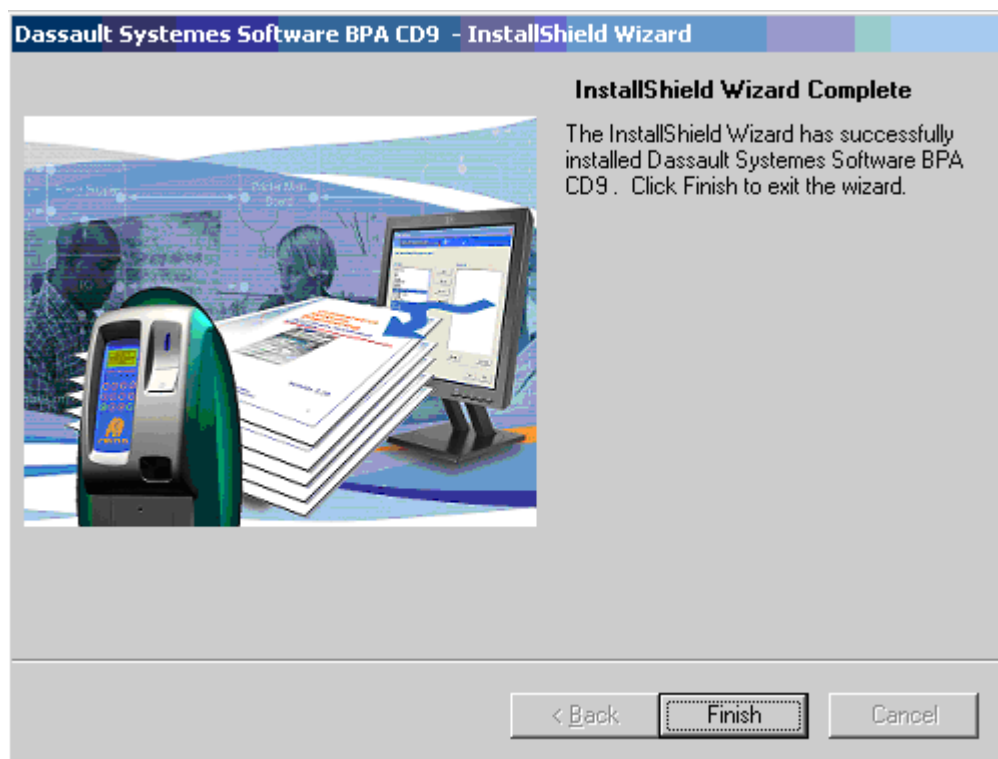 Dassault Systemes Software BPA CD9 - InstallShield Wizard
InstallShield Wizard Complete
The InstallShield Wizard has successfully
installed Dassault Systemes Software BPA
CD9 . Click Finish to exit the wizard.
< Back
Finish
Cancel